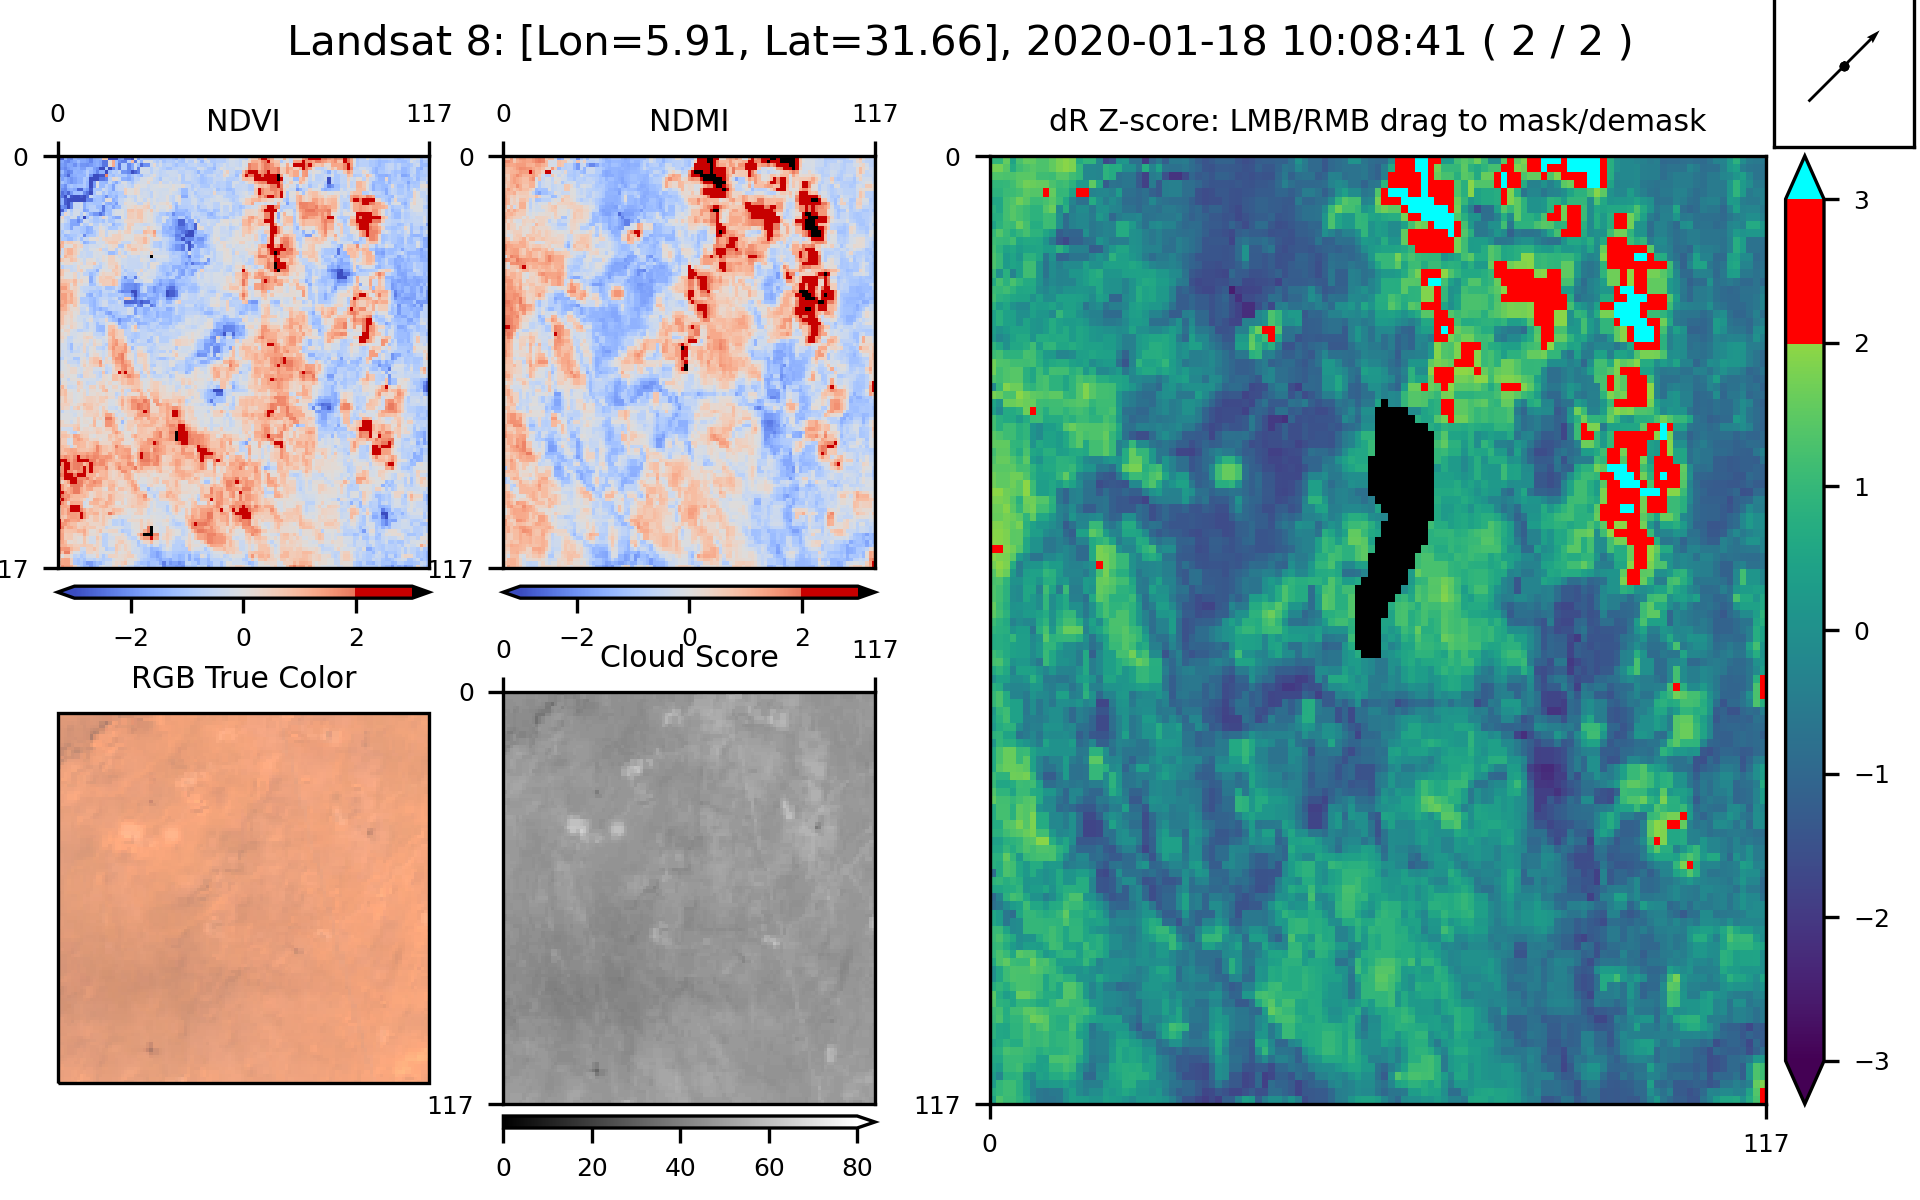 Landsat 8: [Lon=5.91, Lat=31.66], 2020-01-18 10:08:41 ( 2 / 2 )
0 NDVI 117
0 NDMI 117
dR Z-score: LMB/RMB drag to mask/demask
0
0
0
3
2
1
0
−1
−2
−3
17
117
−2 0 2
−2 0 2
RGB True Color
0 Cloud Score 117
0
117
0 20 40 60 80
117
0 117